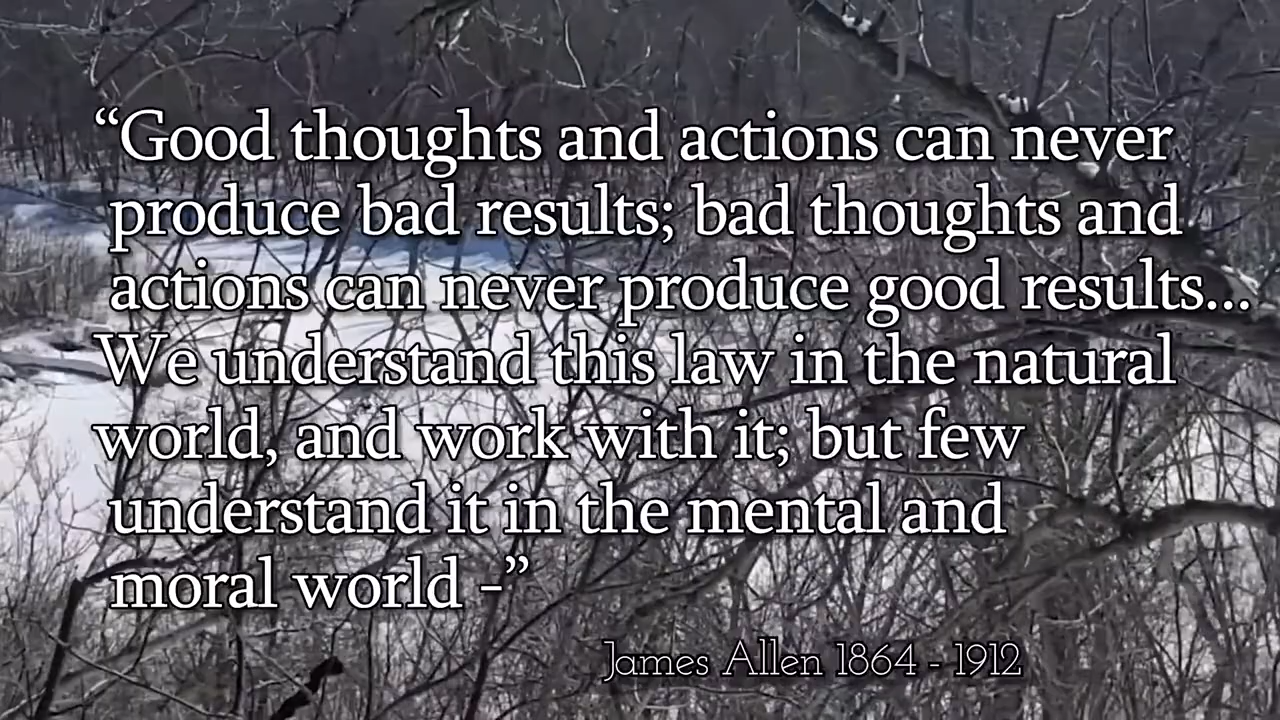 “Good thoughts and actions can never
produce bad results; bad thoughts and
actions can never produce good results...
We understand this law in the natural
world, and work with it; but few
understand it in the mental and
moral world -”
James Allen 1864 - 1912